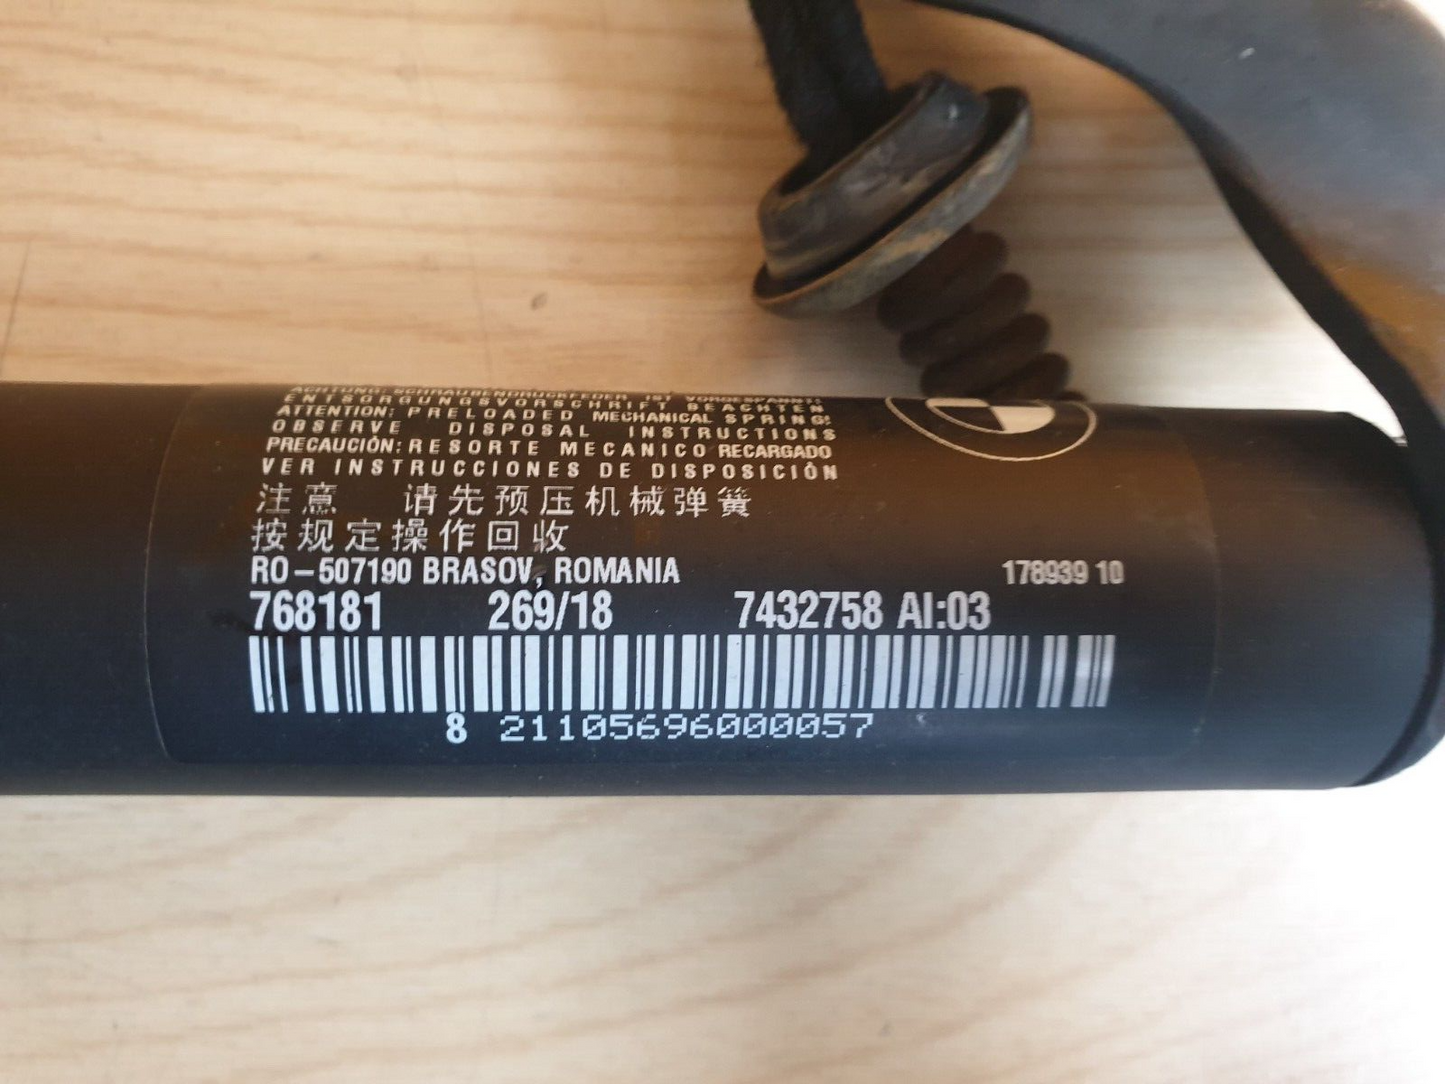 ACHTUNG: SCHRAUBENDRUCKFEDER IST VORGESPANNT!
ENTSORGUNGSVORSCHRIFT BEACHTEN
ATTENTION: PRELOADED MECHANICAL SPRING!
OBSERVE DISPOSAL INSTRUCTIONS
PRECAUCIÓN: RESORTE MECANICO RECARGADO
VER INSTRUCCIONES DE DISPOSICIÓN
注意 请先预压机械弹簧
按规定操作回收
RO-507190 BRASOV, ROMANIA 178939 10
768181 269/18 7432758 AI:03
8 21105696000057